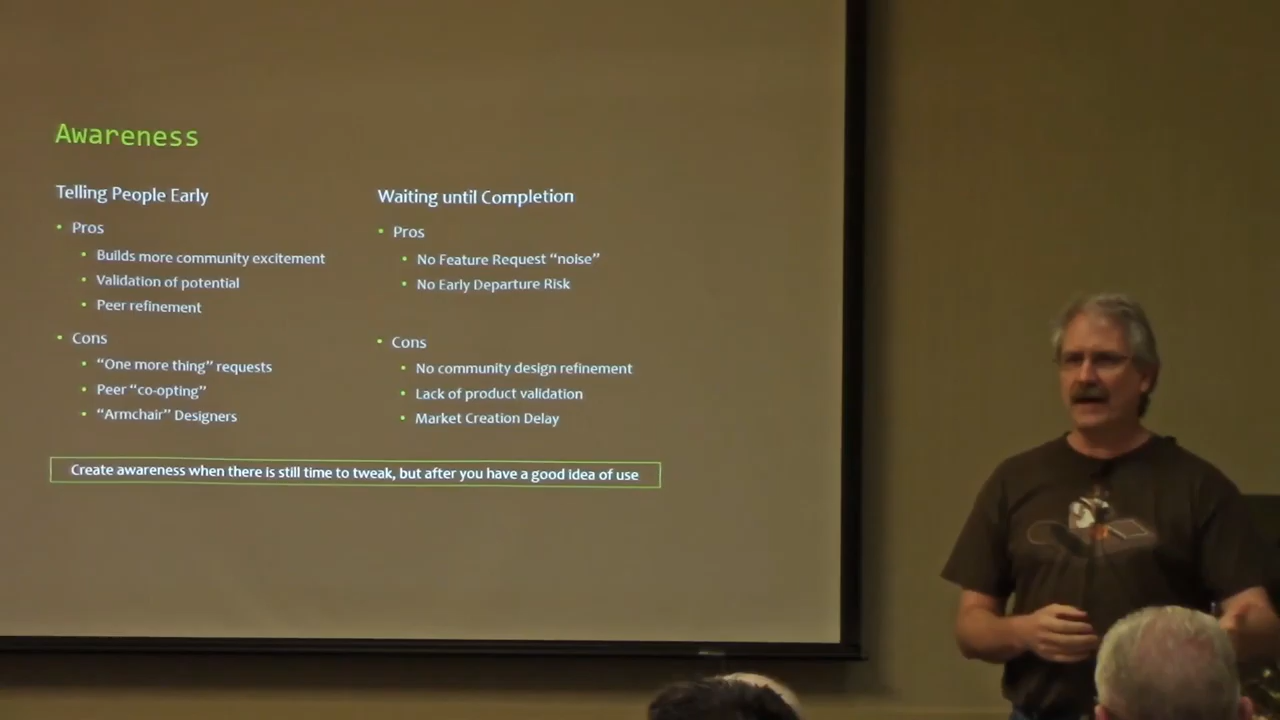 Awareness
Telling People Early
• Pros
• Builds more community excitement
• Validation of potential
• Peer refinement
• Cons
• “One more thing” requests
• Peer “co-opting”
• “Armchair” Designers
Waiting until Completion
• Pros
• No Feature Request “noise”
• No Early Departure Risk
• Cons
• No community design refinement
• Lack of product validation
• Market Creation Delay
Create awareness when there is still time to tweak, but after you have a good idea of use